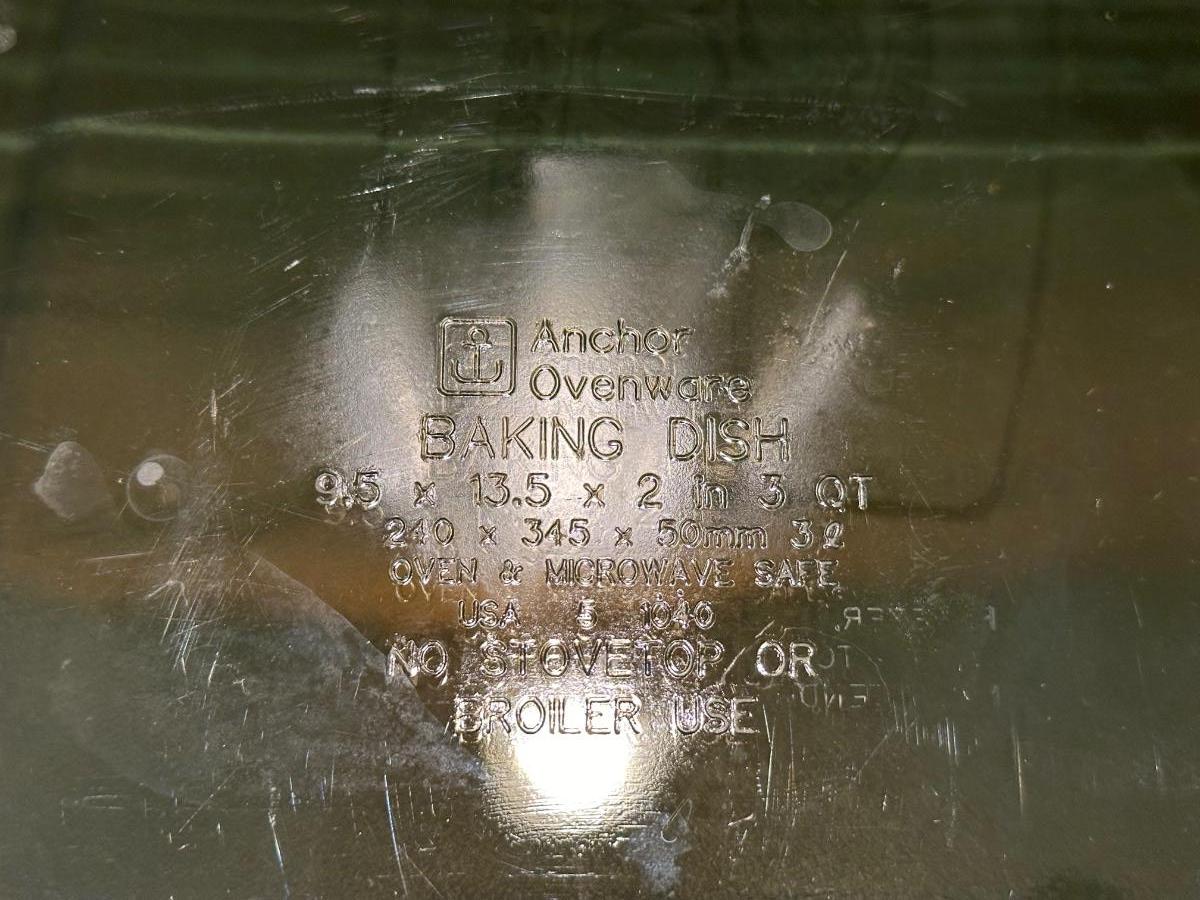 Anchor
Ovenware
BAKING DISH
9.5 x 13.5 x 2 in 3 QT
240 x 345 x 50mm 3ℓ
OVEN & MICROWAVE SAFE
USA 5 1040
NO STOVETOP OR
BROILER USE